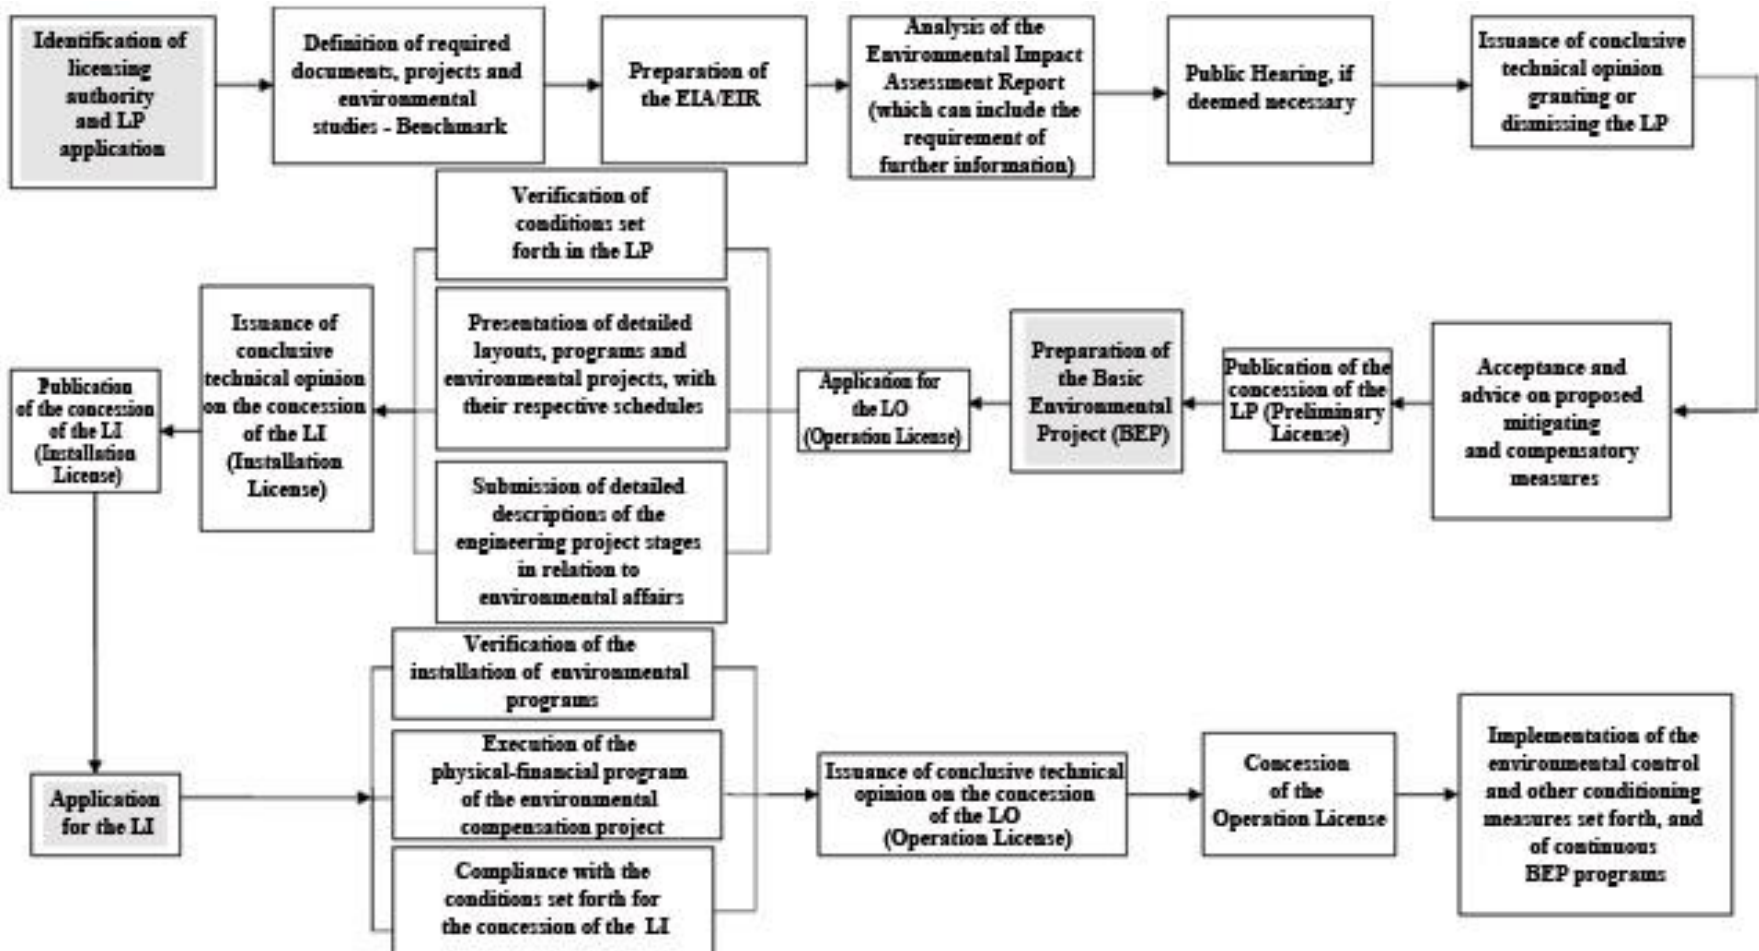 Identification of
licensing
authority
and LP
application
Definition of required
documents, projects and
environmental
studies - Benchmark
Preparation of
the EIA/EIR
Analysis of the
Environmental Impact
Assessment Report
(which can include the
requirement of
further information)
Public Hearing, if
deemed necessary
Issuance of conclusive
technical opinion
granting or
dismissing the LP
Acceptance and
advice on proposed
mitigating
and compensatory
measures
Publication of the
concession of the
LP (Preliminary
License)
Preparation of
the Basic
Environmental
Project (BEP)
Application for
the LO
(Operation License)
Verification of
conditions set
forth in the LP
Presentation of detailed
layouts, programs and
environmental projects, with
their respective schedules
Submission of detailed
descriptions of the
engineering project stages
in relation to
environmental affairs
Issuance of
conclusive
technical opinion
on the concession
of the LI
(Installation
License)
Publication
of the concession
of the LI
(Installation
License)
Application
for the LI
Verification of the
installation of environmental
programs
Execution of the
physical-financial program
of the environmental
compensation project
Compliance with the
conditions set forth for
the concession of the LI
Issuance of conclusive technical
opinion on the concession
of the LO
(Operation License)
Concession
of the
Operation License
Implementation of the
environmental control
and other conditioning
measures set forth, and
of continuous
BEP programs